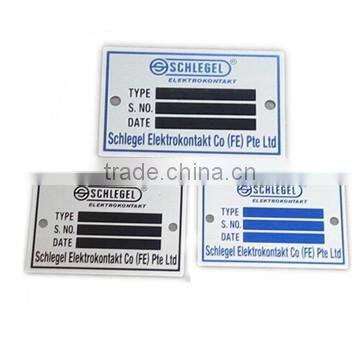 SCHLEGEL
ELEKTROKONTAKT
TYPE
S. NO.
DATE
Schlegel Elektrokontakt Co (FE) Pte Ltd
trade.china.cn
SCHLEGEL
ELEKTROKONTAKT
TYPE
S. NO.
DATE
Schlegel Elektrokontakt Co (FE) Pte Ltd
SCHLEGEL
ELEKTROKONTAKT
TYPE
S. NO.
DATE
Schlegel Elektrokontakt Co (FE) Pte Ltd